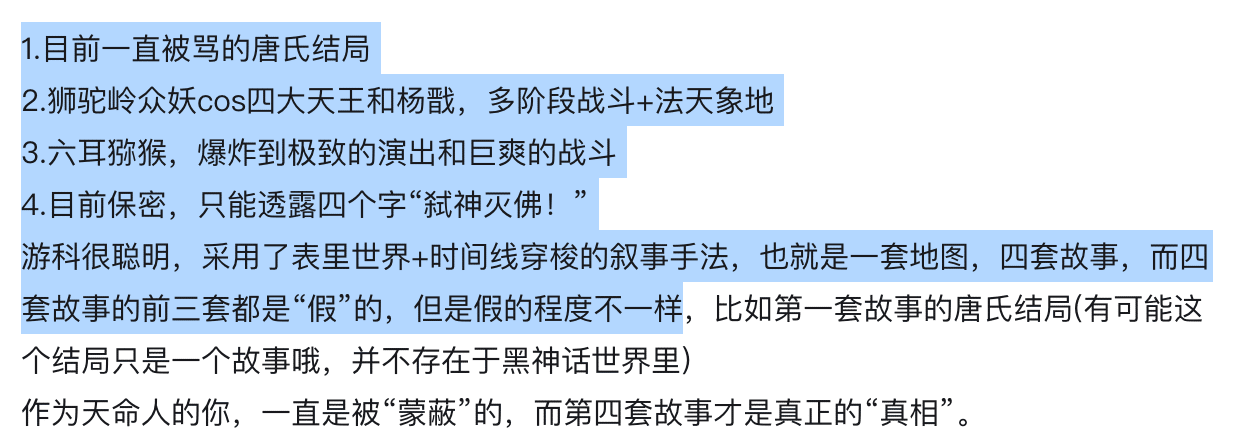 1.目前一直被骂的唐氏结局
2.狮驼岭众妖cos四大天王和杨戬，多阶段战斗+法天象地
3.六耳猕猴，爆炸到极致的演出和巨爽的战斗
4.目前保密，只能透露四个字“弑神灭佛！”
游科很聪明，采用了表里世界+时间线穿梭的叙事手法，也就是一套地图，四套故事，而四
套故事的前三套都是“假”的，但是假的程度不一样，比如第一套故事的唐氏结局(有可能这
个结局只是一个故事哦，并不存在于黑神话世界里)
作为天命人的你，一直是被“蒙蔽”的，而第四套故事才是真正的“真相”。